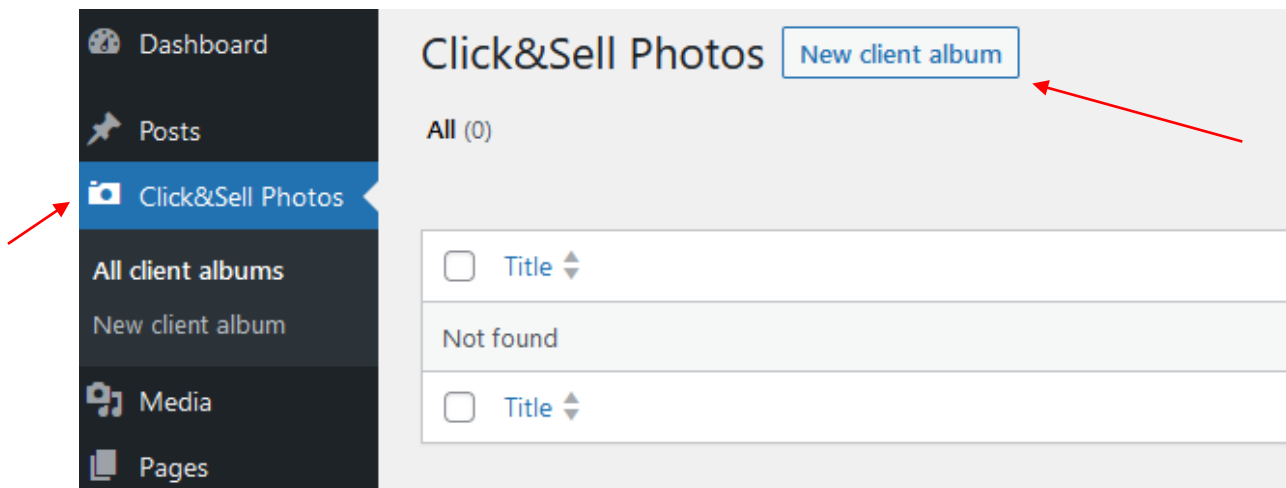 Dashboard
Posts
Click&Sell Photos
All client albums
New client album
Media
Pages
Click&Sell Photos
New client album
All (0)
Title
Not found
Title